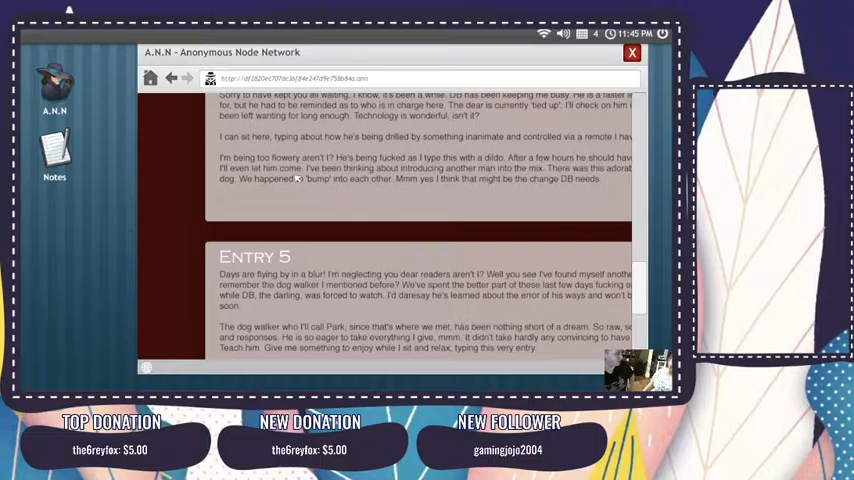 4 11:45 PM
A.N.N - Anonymous Node Network
X
A.N.N
Notes
Sorry to have kept you all waiting. I know, it's been a while. DB has been keeping me busy. He is a faster
for, but he had to be reminded as to who is in charge here. The dear is currently 'tied up', I'll check on him
been left waiting for long enough. Technology is wonderful, isn't it?
I can sit here, typing about how he's being drilled by something inanimate and controlled via a remote I
I'm being too flowery aren't I? He's being fucked as I type this with a dildo. After a few hours he should
I'll even let him come. I've been thinking about introducing another man into the mix. There was this
dog. We happened 'bump' into each other. Mmm yes I think that might be the change DB needs.
ENTRY 5
Days are flying by in a blur! I'm neglecting you dear readers aren't I? Well you see I've found myself
remember the dog walker I mentioned before? We've spent the better part of these last few days fucking
while DB, the darling, was forced to watch. I'd daresay he's learned about the error of his ways and won't
soon.
The dog walker who I'll call Park, since that's where we met, has been nothing short of a dream. So raw,
and responses. He is so eager to take everything I give, mmm. It didn't take hardly any convincing to have
Teach him. Give me something to enjoy while I sit and relax, typing this very entry.
TOP DONATION
NEW DONATION
NEW FOLLOWER
the6reyfox: $5.00
the6reyfox: $5.00
gamingjojo2004